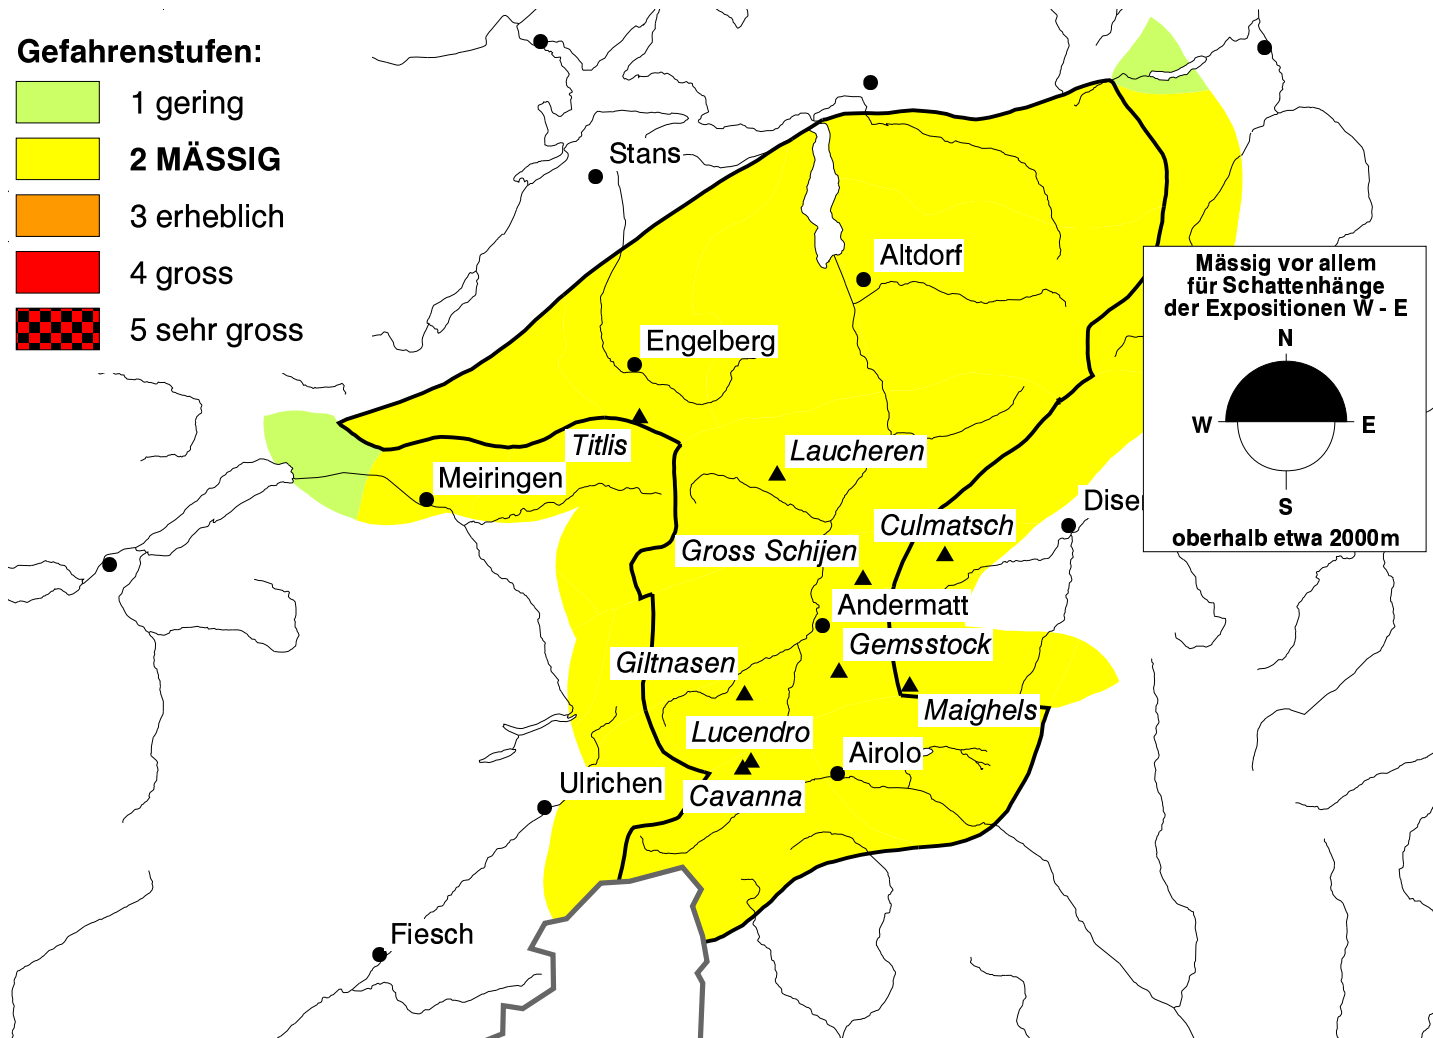 Gefahrenstufen:
1 gering
2 MÄSSIG
3 erheblich
4 gross
5 sehr gross
Stans
Altdorf
Mässig vor allem
für Schattenhänge
der Expositionen W - E
N
W
E
S
oberhalb etwa 2000m
Engelberg
Titlis
Laucheren
Meiringen
Diser
Culmatsch
Gross Schijen
Andermatt
Gemsstock
Giltnasen
Maighels
Lucendro
Airolo
Ulrichen
Cavanna
Fiesch